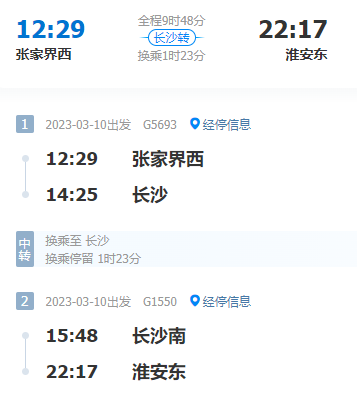 12:29 全程9时48分 22:17
长沙转
张家界西 换乘1时23分 淮安东
1 2023-03-10出发 G5693 经停信息
12:29 张家界西
14:25 长沙
中转
换乘至 长沙
换乘停留 1时23分
2 2023-03-10出发 G1550 经停信息
15:48 长沙南
22:17 淮安东